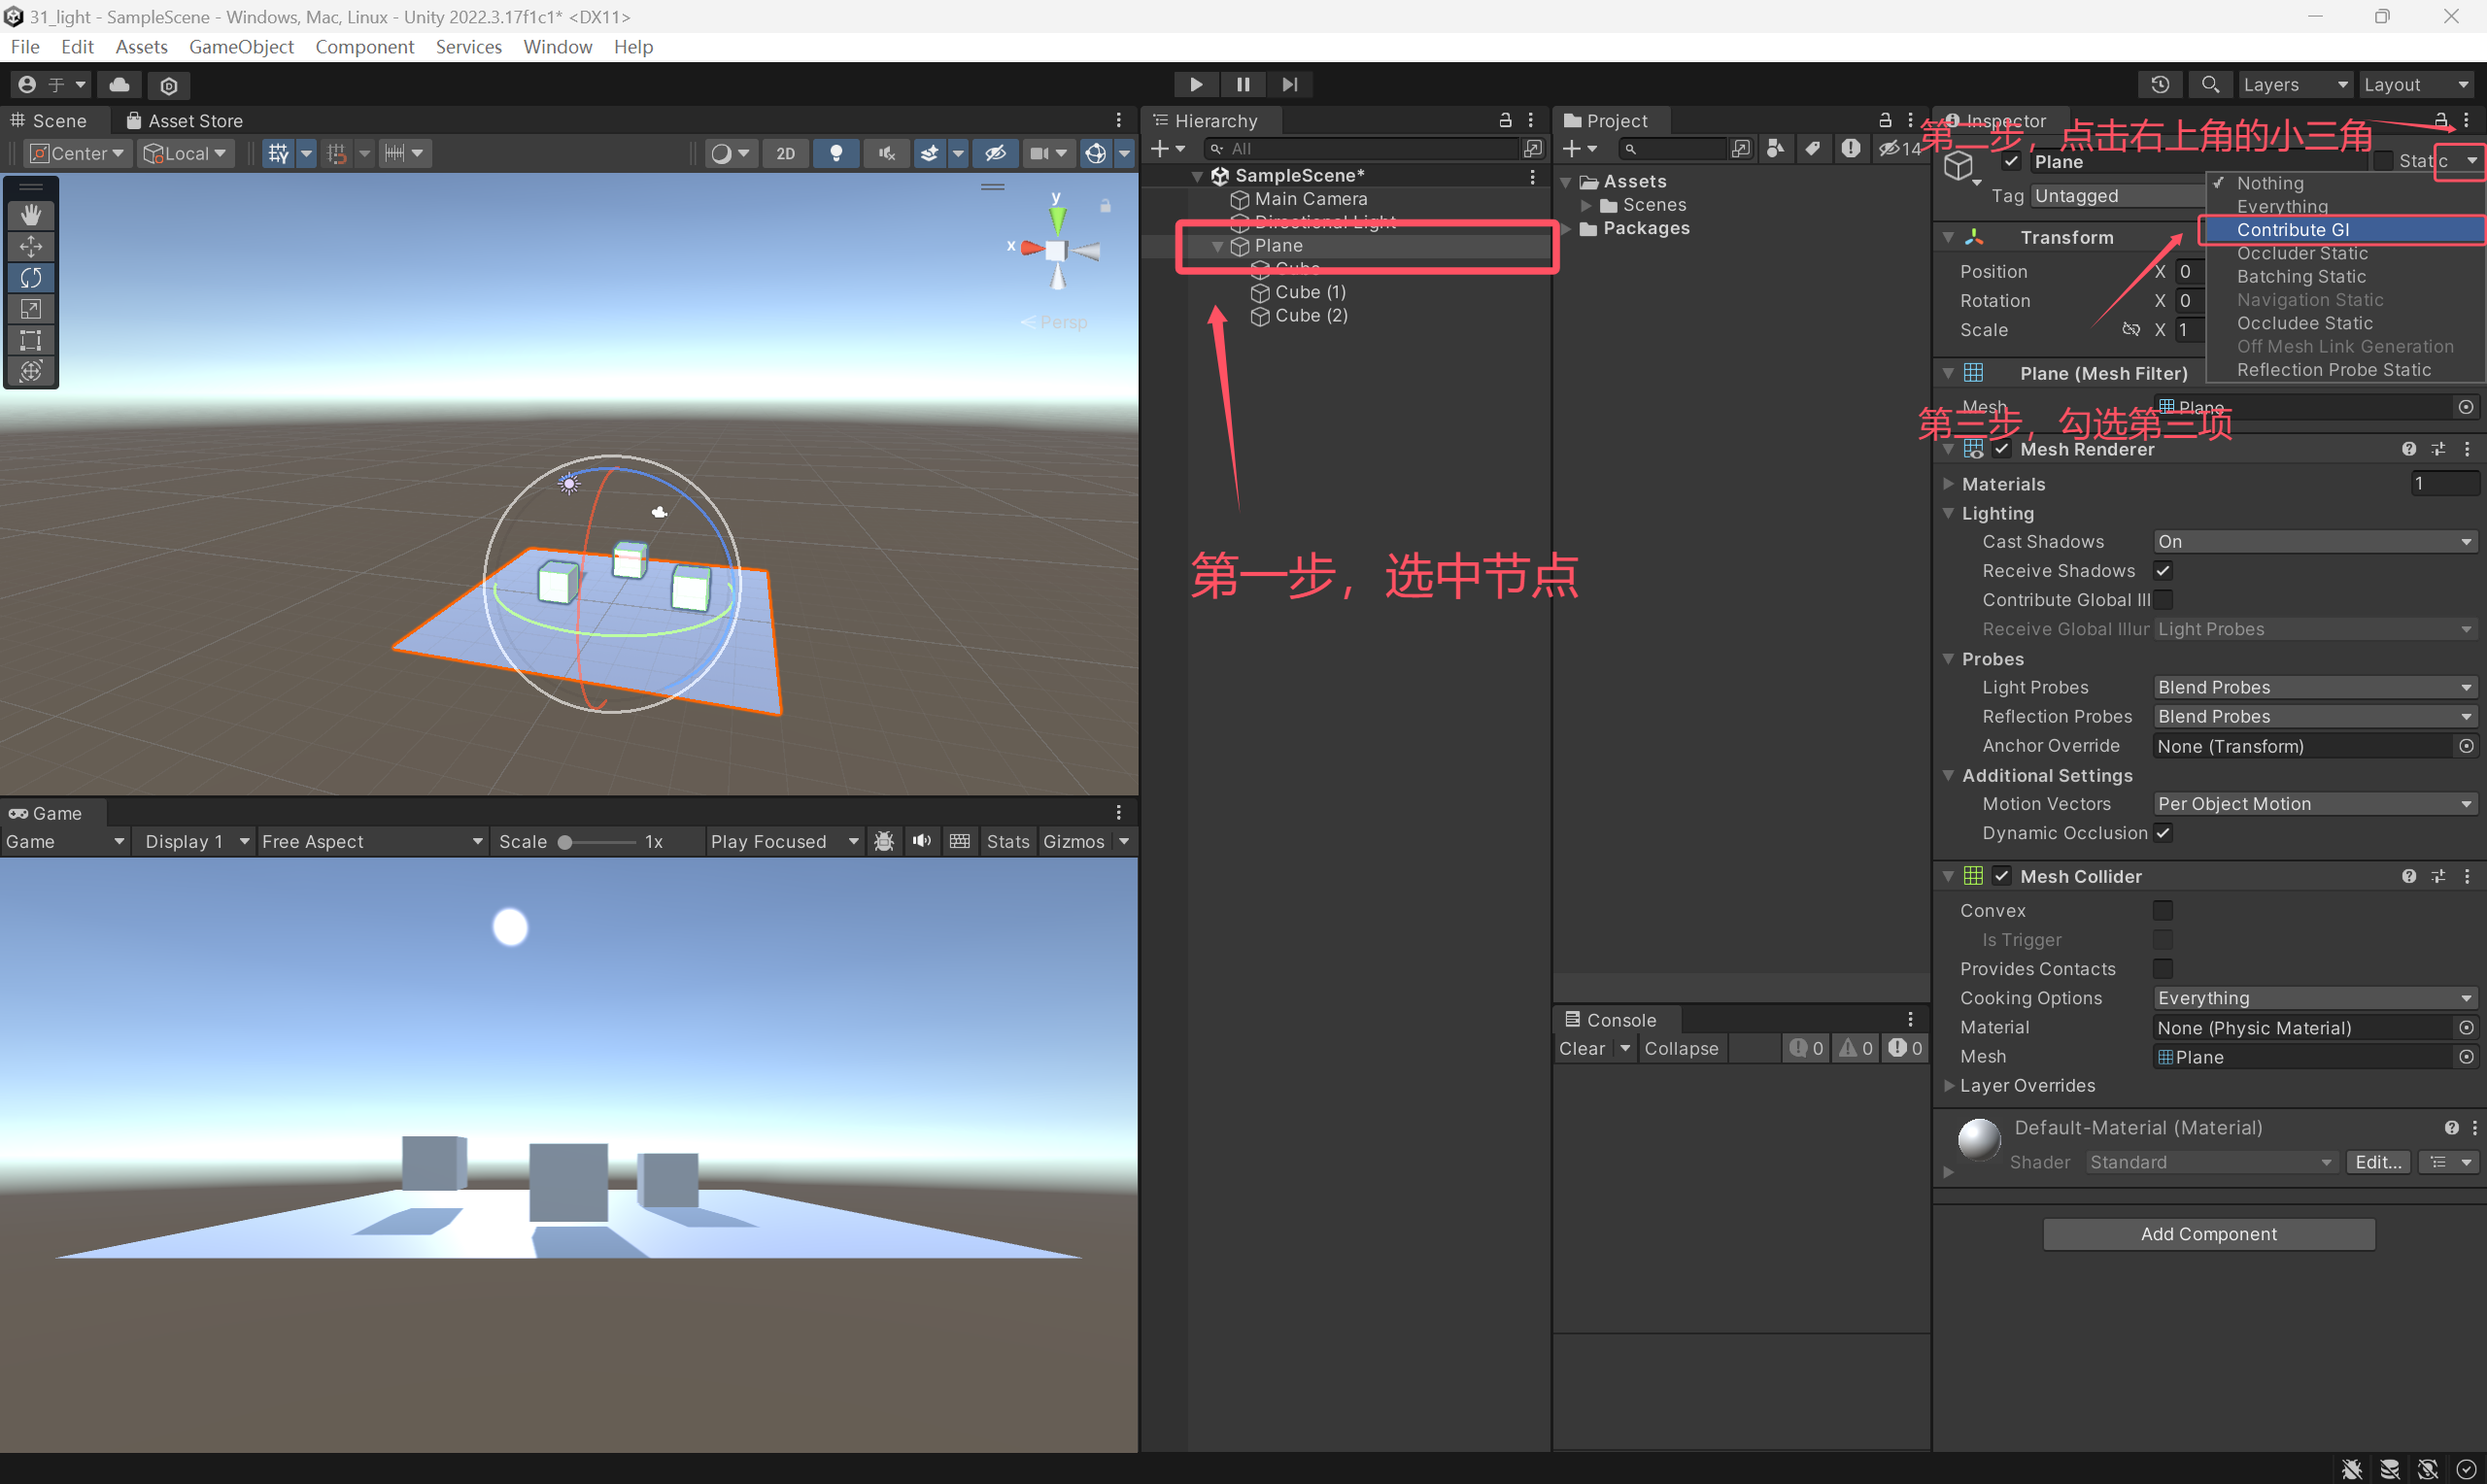 31_light - SampleScene - Windows, Mac, Linux - Unity 2022.3.17f1c1* <DX11>
File Edit Assets GameObject Component Services Window Help
于
Layers
Layout
Scene
Asset Store
Center
Local
2D
y
x
Persp
Hierarchy
All
SampleScene*
Main Camera
Directional Light
Plane
Cube
Cube (1)
Cube (2)
第一步，选中节点
Project
14
Assets
Scenes
Packages
Inspector
第二步，点击右上角的小三角
Plane
Static
Tag Untagged
Nothing
Everything
Contribute GI
Occluder Static
Batching Static
Navigation Static
Occludee Static
Off Mesh Link Generation
Reflection Probe Static
Transform
Position X 0
Rotation X 0
Scale X 1
Plane (Mesh Filter)
Mesh Plane
第三步，勾选第三项
Mesh Renderer
Materials 1
Lighting
Cast Shadows On
Receive Shadows
Contribute Global Ill
Receive Global Illur Light Probes
Probes
Light Probes Blend Probes
Reflection Probes Blend Probes
Anchor Override None (Transform)
Additional Settings
Motion Vectors Per Object Motion
Dynamic Occlusion
Mesh Collider
Convex
Is Trigger
Provides Contacts
Cooking Options Everything
Material None (Physic Material)
Mesh Plane
Layer Overrides
Default-Material (Material)
Shader Standard Edit...
Add Component
Game
Game Display 1 Free Aspect Scale 1x Play Focused Stats Gizmos
Console
Clear Collapse 0 0 0